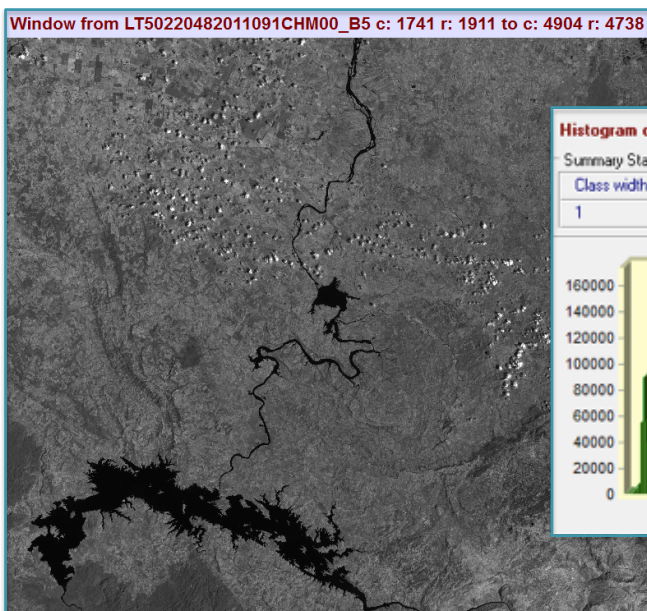 Window from LT50220482011091CHM00_B5 c: 1741 r: 1911 to c: 4904 r: 4738
Histogram
Summary Sta
Class width
1
160000
140000
120000
100000
80000
60000
40000
20000
0